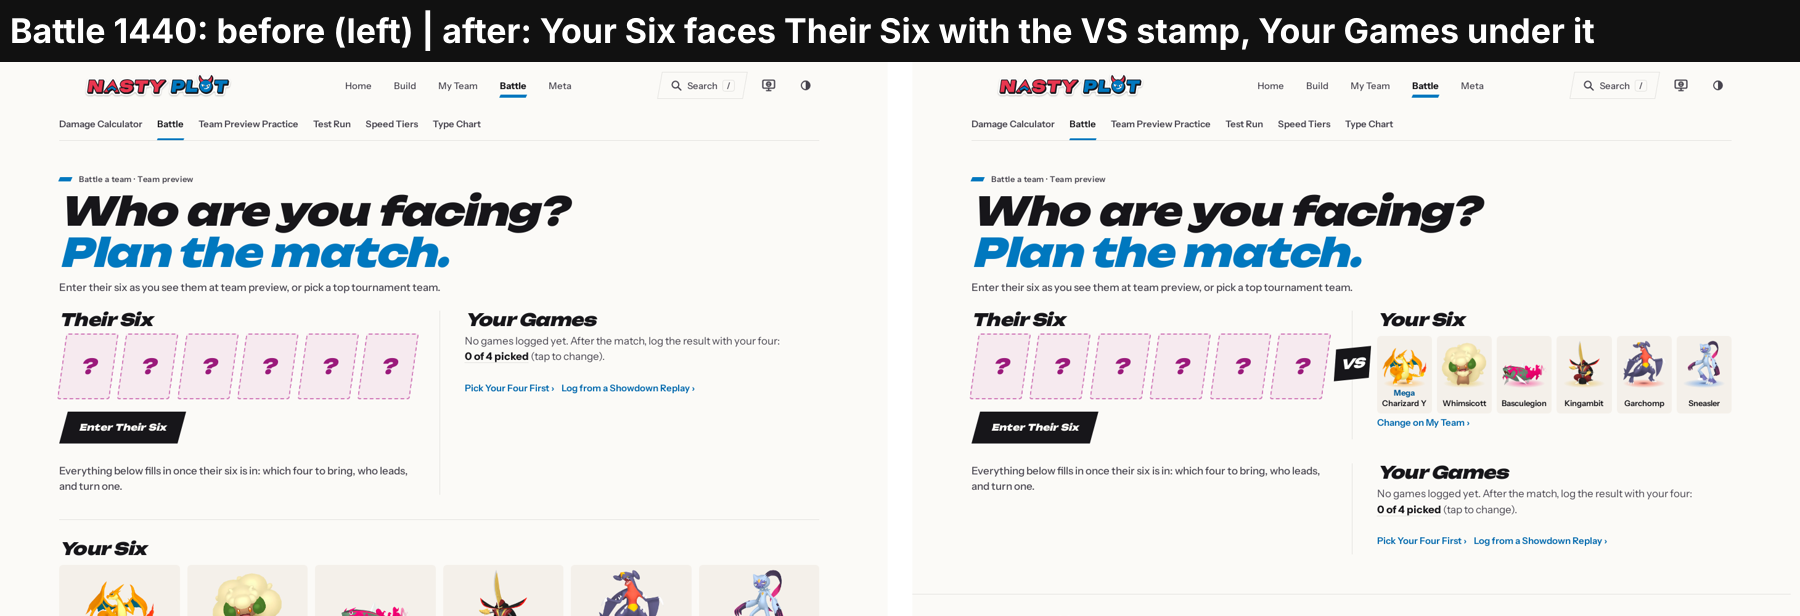 Battle 1440: before (left) | after: Your Six faces Their Six with the VS stamp, Your Games under it
NASTY PLOT
Home Build My Team Battle Meta
Search /
Damage Calculator Battle Team Preview Practice Test Run Speed Tiers Type Chart
Battle a team · Team preview
Who are you facing?
Plan the match.
Enter their six as you see them at team preview, or pick a top tournament team.
Their Six
? ? ? ? ? ?
Enter Their Six
Everything below fills in once their six is in: which four to bring, who leads,
and turn one.
Your Games
No games logged yet. After the match, log the result with your four:
0 of 4 picked (tap to change).
Pick Your Four First › Log from a Showdown Replay ›
Your Six
NASTY PLOT
Home Build My Team Battle Meta
Search /
Damage Calculator Battle Team Preview Practice Test Run Speed Tiers Type Chart
Battle a team · Team preview
Who are you facing?
Plan the match.
Enter their six as you see them at team preview, or pick a top tournament team.
Their Six
? ? ? ? ? ?
Enter Their Six
Everything below fills in once their six is in: which four to bring, who leads,
and turn one.
VS
Your Six
Mega
Charizard Y Whimsicott Basculegion Kingambit Garchomp Sneasler
Change on My Team ›
Your Games
No games logged yet. After the match, log the result with your four:
0 of 4 picked (tap to change).
Pick Your Four First › Log from a Showdown Replay ›